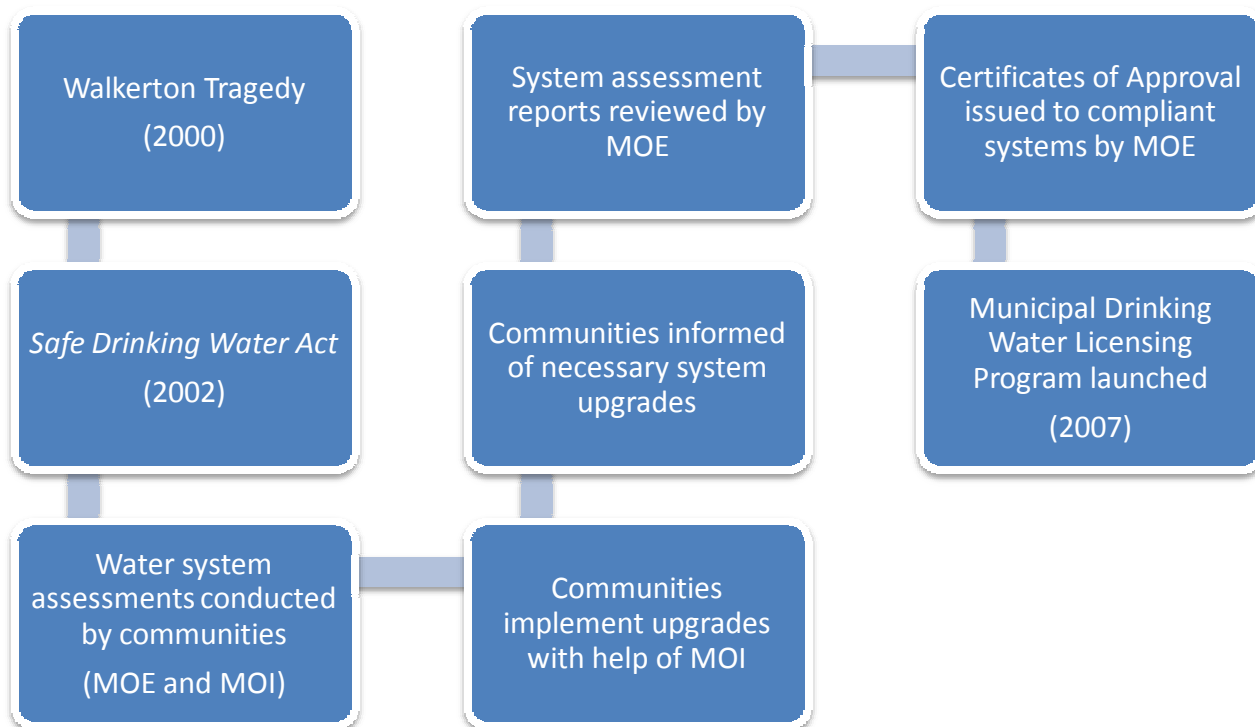 Walkerton Tragedy
(2000)
Safe Drinking Water Act
(2002)
Water system
assessments conducted
by communities
(MOE and MOI)
Communities
implement upgrades
with help of MOI
Communities informed
of necessary system
upgrades
System assessment
reports reviewed by
MOE
Certificates of Approval
issued to compliant
systems by MOE
Municipal Drinking
Water Licensing
Program launched
(2007)